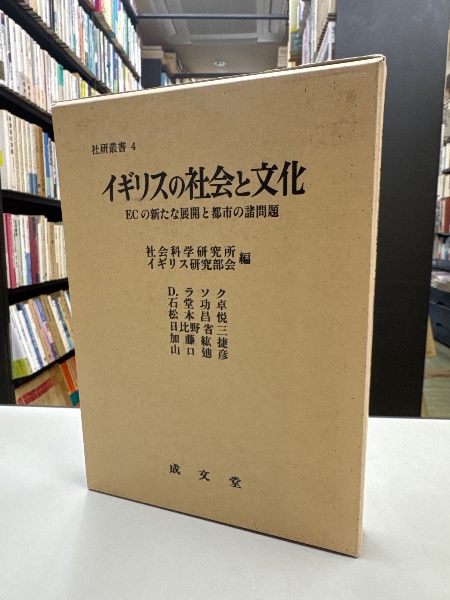 社研叢書 4
イギリスの社会と文化
ECの新たな展開と都市の諸問題
社会科学研究所
イギリス研究部会 編
D. ラソク
石堂功卓
松本昌悦
日比野省三
加藤紘捷
山口廸彦
成文堂